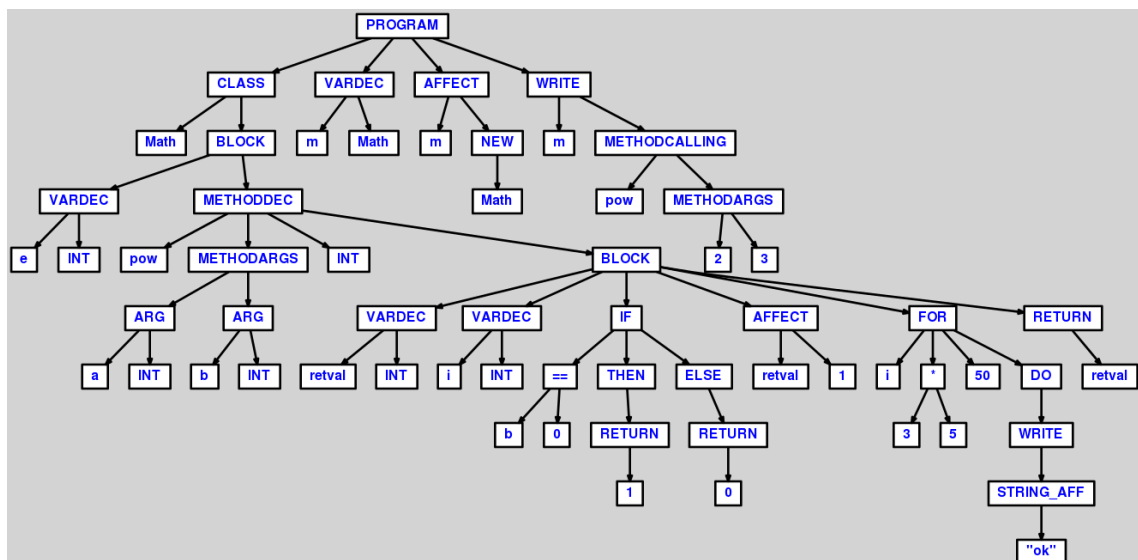 PROGRAM
CLASS VARDEC AFFECT WRITE
Math BLOCK m Math m NEW m METHODCALLING
VARDEC METHODDEC Math pow METHODARGS
e INT pow METHODARGS INT BLOCK 2 3
ARG ARG VARDEC VARDEC IF AFFECT FOR RETURN
a INT b INT retval INT i INT == THEN ELSE retval 1 i * 50 DO retval
b 0 RETURN RETURN 3 5 WRITE
1 0 STRING_AFF
"ok"